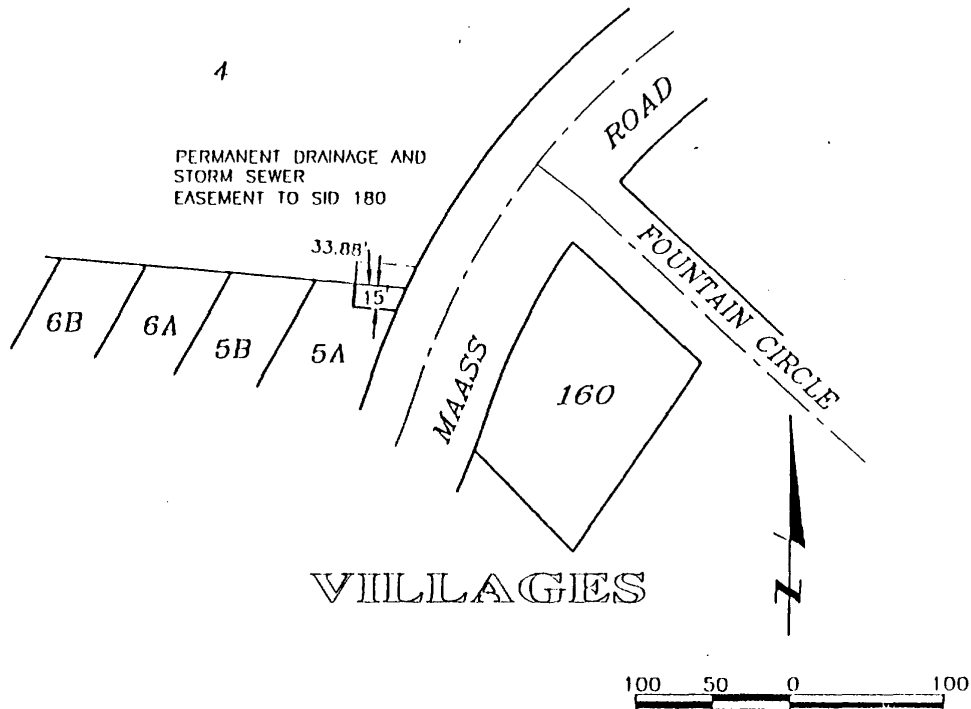 1
PERMANENT DRAINAGE AND
STORM SEWER
EASEMENT TO SID 180
ROAD
33.88'
15'
FOUNTAIN CIRCLE
6B
6A
5B
5A
MAASS
160
VILLAGES
N
100 50 0 100